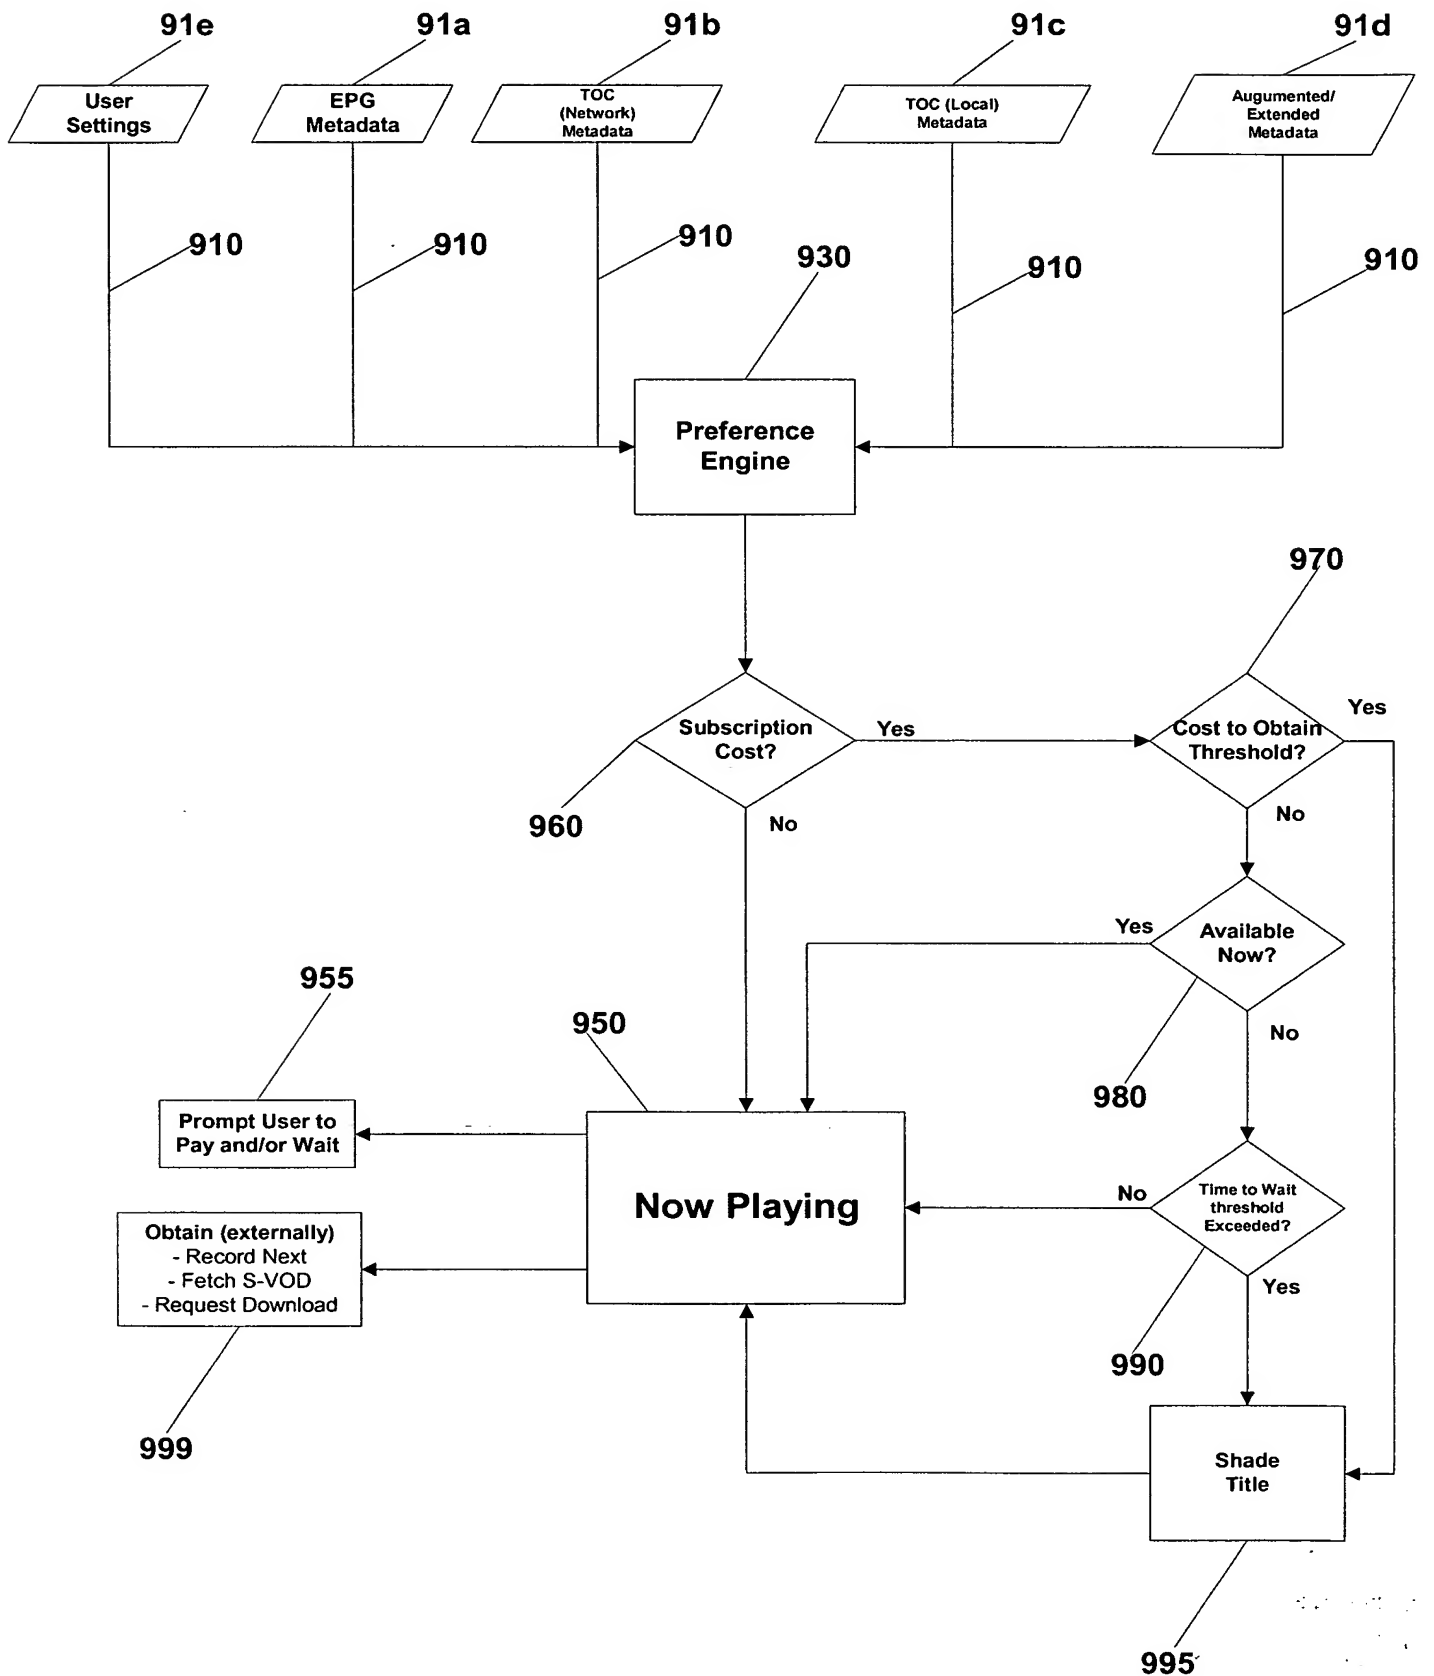 91e
91a
91b
91c
91d
User
Settings
EPG
Metadata
TOC
(Network)
Metadata
TOC (Local)
Metadata
Augumented/
Extended
Metadata
910
910
910
910
910
930
Preference
Engine
970
Subscription
Cost?
Yes
Cost to Obtain
Threshold?
Yes
960
No
No
Yes
Available
Now?
955
950
No
980
Prompt User to
Pay and/or Wait
Now Playing
No
Time to Wait
threshold
Exceeded?
Obtain (externally)
- Record Next
- Fetch S-VOD
- Request Download
Yes
990
999
Shade
Title
995